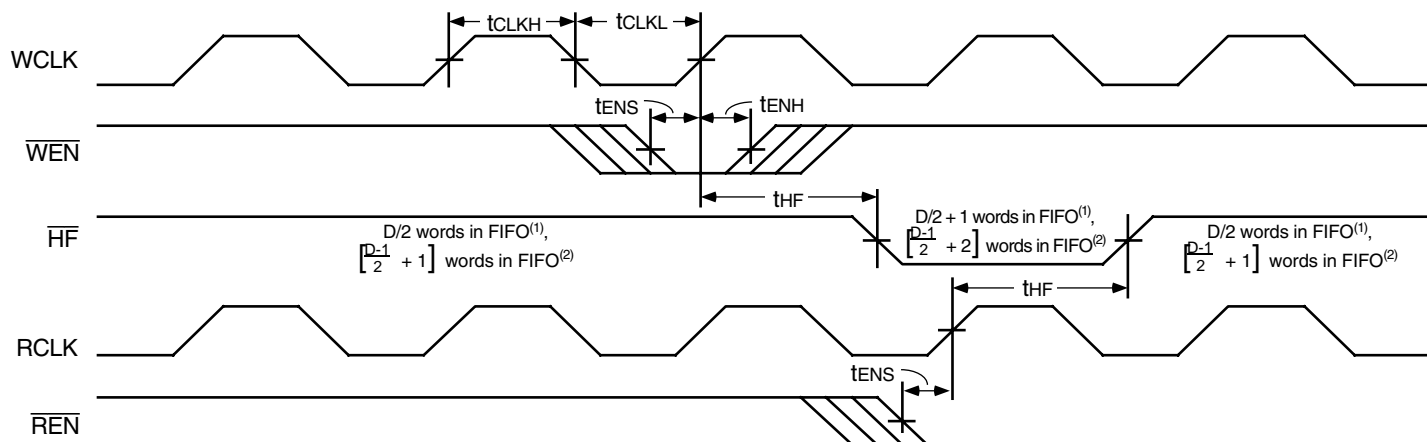 tCLKH
tCLKL
WCLK
tENS
tENH
WEN
tHF
HF
D/2 words in FIFO(1),
[D-1/2 + 1] words in FIFO(2)
D/2 + 1 words in FIFO(1),
[D-1/2 + 2] words in FIFO(2)
D/2 words in FIFO(1),
[D-1/2 + 1] words in FIFO(2)
tHF
RCLK
tENS
REN